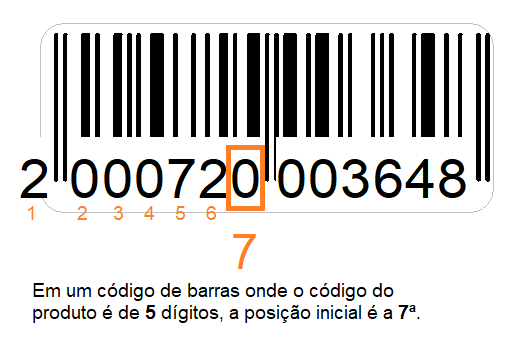 2 000720 003648
1 2 3 4 5 6
7
Em um código de barras onde o código do
produto é de 5 dígitos, a posição inicial é a 7ª.